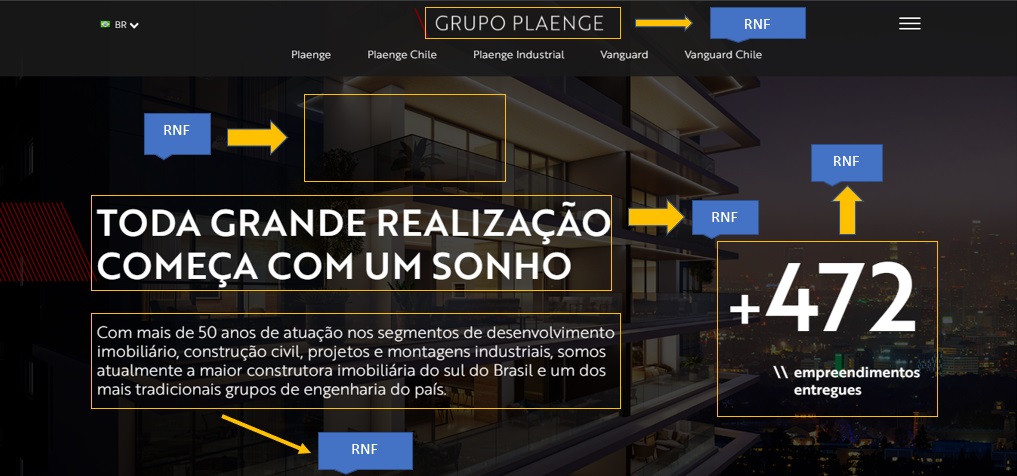 BR
GRUPO PLAENGE
RNF
Plaenge
Plaenge Chile
Plaenge Industrial
Vanguard
Vanguard Chile
RNF
RNF
TODA GRANDE REALIZAÇÃO
COMEÇA COM UM SONHO
RNF
+472
\\ empreendimentos
entregues
Com mais de 50 anos de atuação nos segmentos de desenvolvimento
imobiliário, construção civil, projetos e montagens industriais, somos
atualmente a maior construtora imobiliária do sul do Brasil e um dos
mais tradicionais grupos de engenharia do país.
RNF